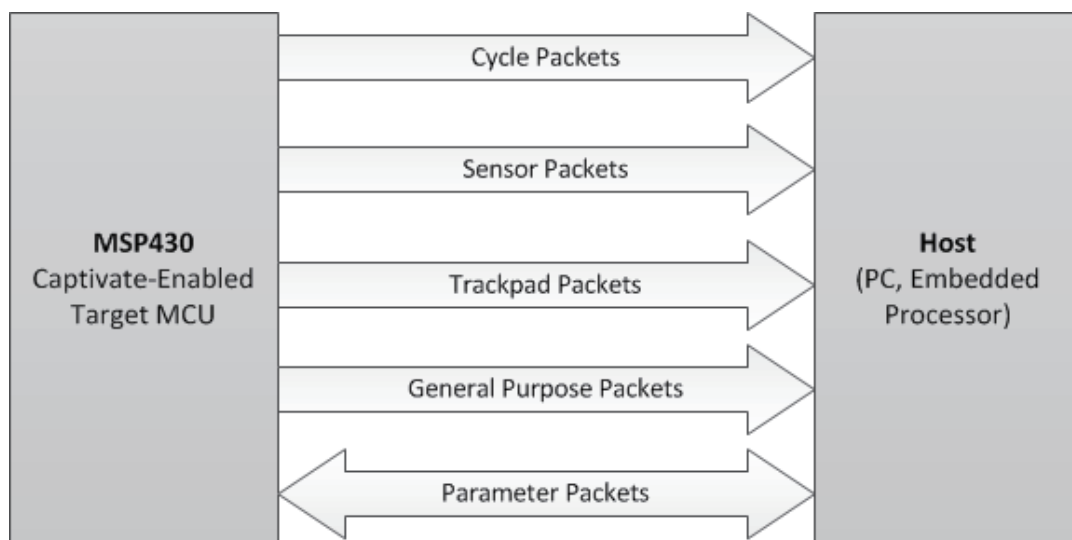 MSP430
Captivate-Enabled
Target MCU
Cycle Packets
Sensor Packets
Trackpad Packets
General Purpose Packets
Parameter Packets
Host
(PC, Embedded
Processor)